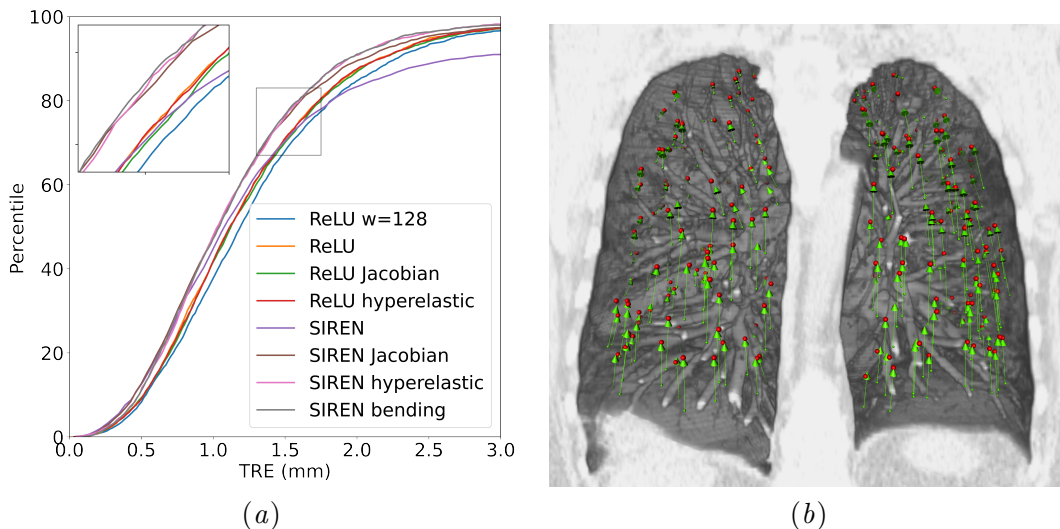 100
80
60
40
20
0
Percentile
0.0 0.5 1.0 1.5 2.0 2.5 3.0
TRE (mm)
ReLU w=128
ReLU
ReLU Jacobian
ReLU hyperelastic
SIREN
SIREN Jacobian
SIREN hyperelastic
SIREN bending
(a)
(b)